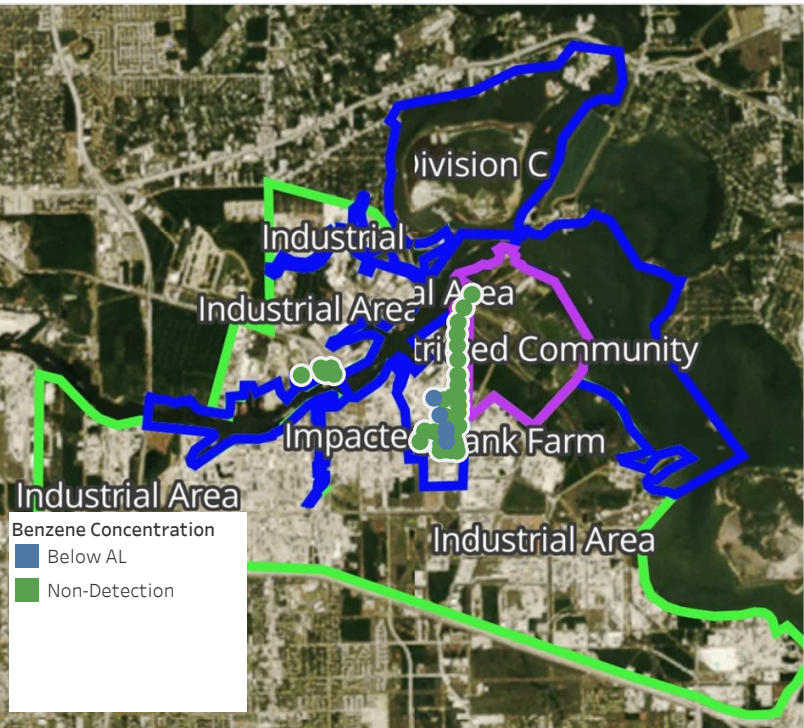 Division C
Industrial
al Area
Industrial Area
tricted Community
Impacte
ank Farm
Industrial Area
Industrial Area
Benzene Concentration
Below AL
Non-Detection